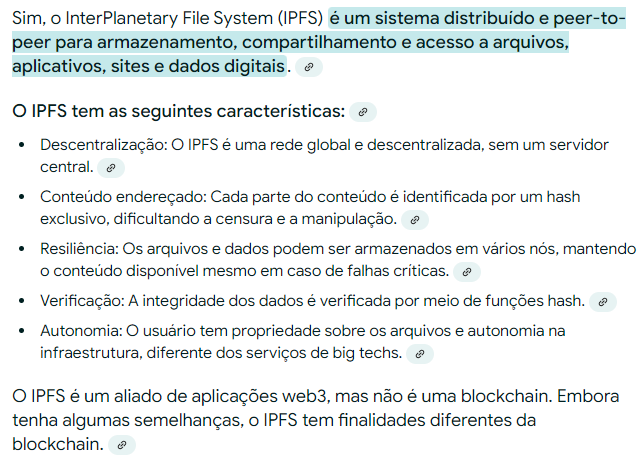 Sim, o InterPlanetary File System (IPFS) é um sistema distribuído e peer-to-
peer para armazenamento, compartilhamento e acesso a arquivos,
aplicativos, sites e dados digitais.
O IPFS tem as seguintes características:
• Descentralização: O IPFS é uma rede global e descentralizada, sem um servidor
central.
• Conteúdo endereçado: Cada parte do conteúdo é identificada por um hash
exclusivo, dificultando a censura e a manipulação.
• Resiliência: Os arquivos e dados podem ser armazenados em vários nós, mantendo
o conteúdo disponível mesmo em caso de falhas críticas.
• Verificação: A integridade dos dados é verificada por meio de funções hash.
• Autonomia: O usuário tem propriedade sobre os arquivos e autonomia na
infraestrutura, diferente dos serviços de big techs.
O IPFS é um aliado de aplicações web3, mas não é uma blockchain. Embora
tenha algumas semelhanças, o IPFS tem finalidades diferentes da
blockchain.